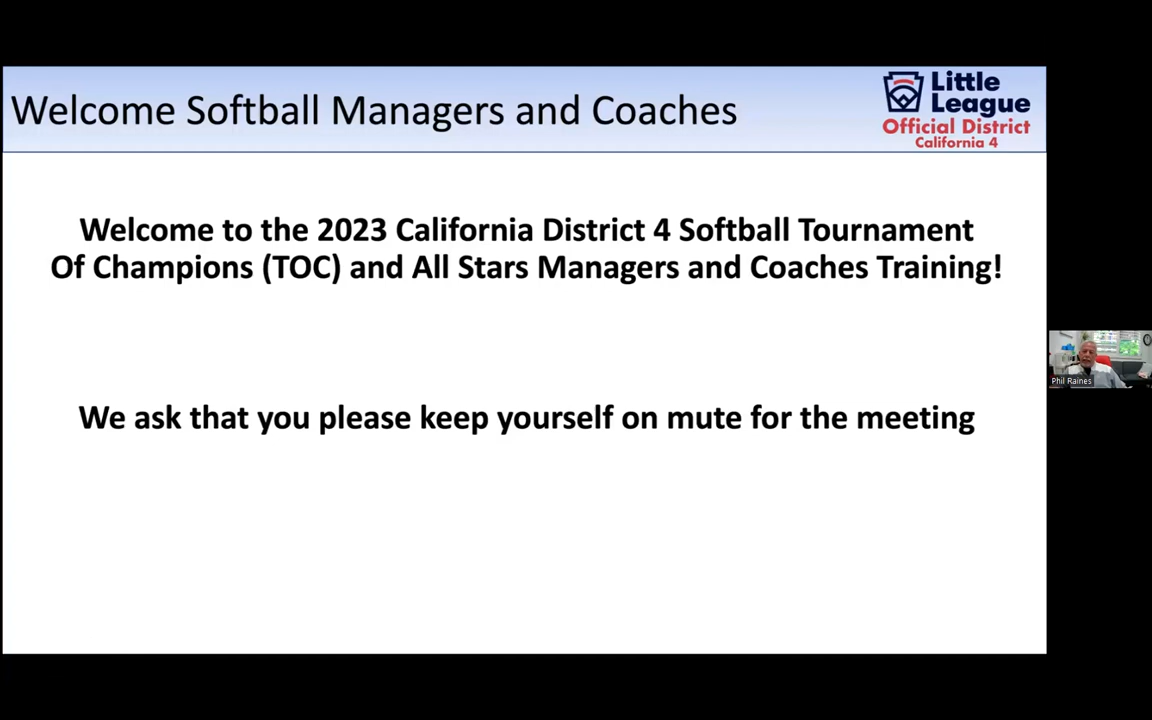 Welcome Softball Managers and Coaches
Little
League
Official District
California 4
Welcome to the 2023 California District 4 Softball Tournament
Of Champions (TOC) and All Stars Managers and Coaches Training!
Phil Raines
We ask that you please keep yourself on mute for the meeting